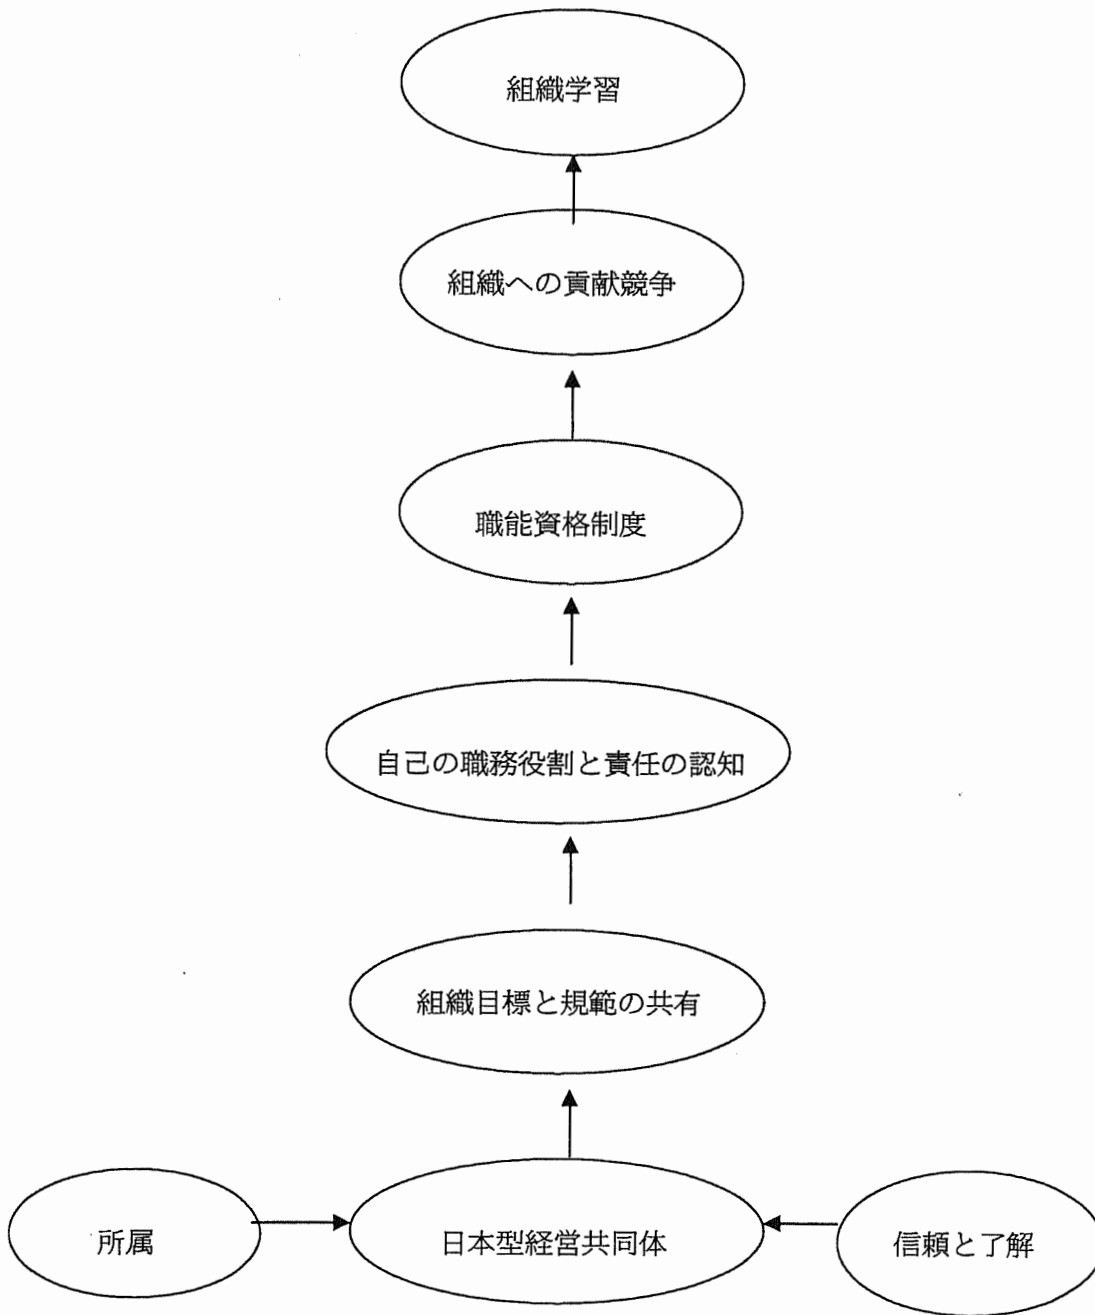 組織学習
組織への貢献競争
職能資格制度
自己の職務役割と責任の認知
組織目標と規範の共有
所属
日本型経営共同体
信頼と了解